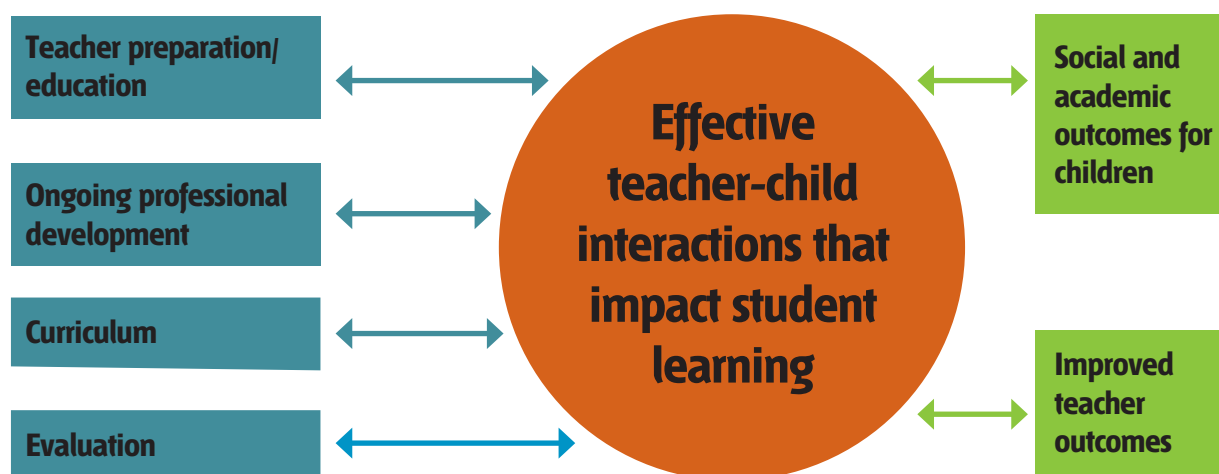 Teacher preparation/
education
Ongoing professional
development
Curriculum
Evaluation
Effective
teacher-child
interactions that
impact student
learning
Social and
academic
outcomes for
children
Improved
teacher
outcomes